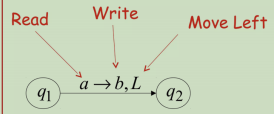 Read Write Move Left
a → b, L
q₁ q₂